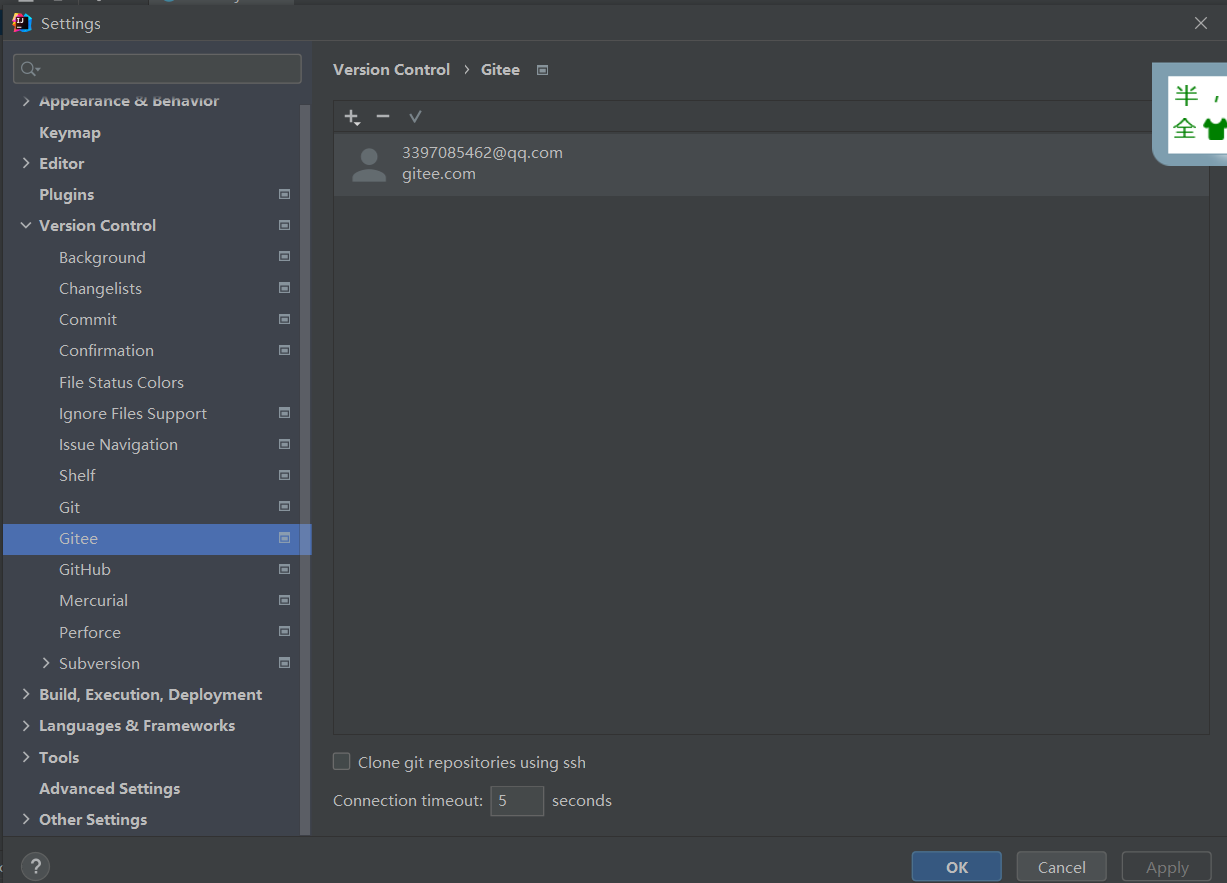 Settings
Version Control › Gitee
Appearance & Behavior
Keymap
Editor
Plugins
Version Control
Background
Changelists
Commit
Confirmation
File Status Colors
Ignore Files Support
Issue Navigation
Shelf
Git
Gitee
GitHub
Mercurial
Perforce
Subversion
Build, Execution, Deployment
Languages & Frameworks
Tools
Advanced Settings
Other Settings
3397085462@qq.com
gitee.com
半 ，
全
Clone git repositories using ssh
Connection timeout: 5 seconds
?
OK
Cancel
Apply